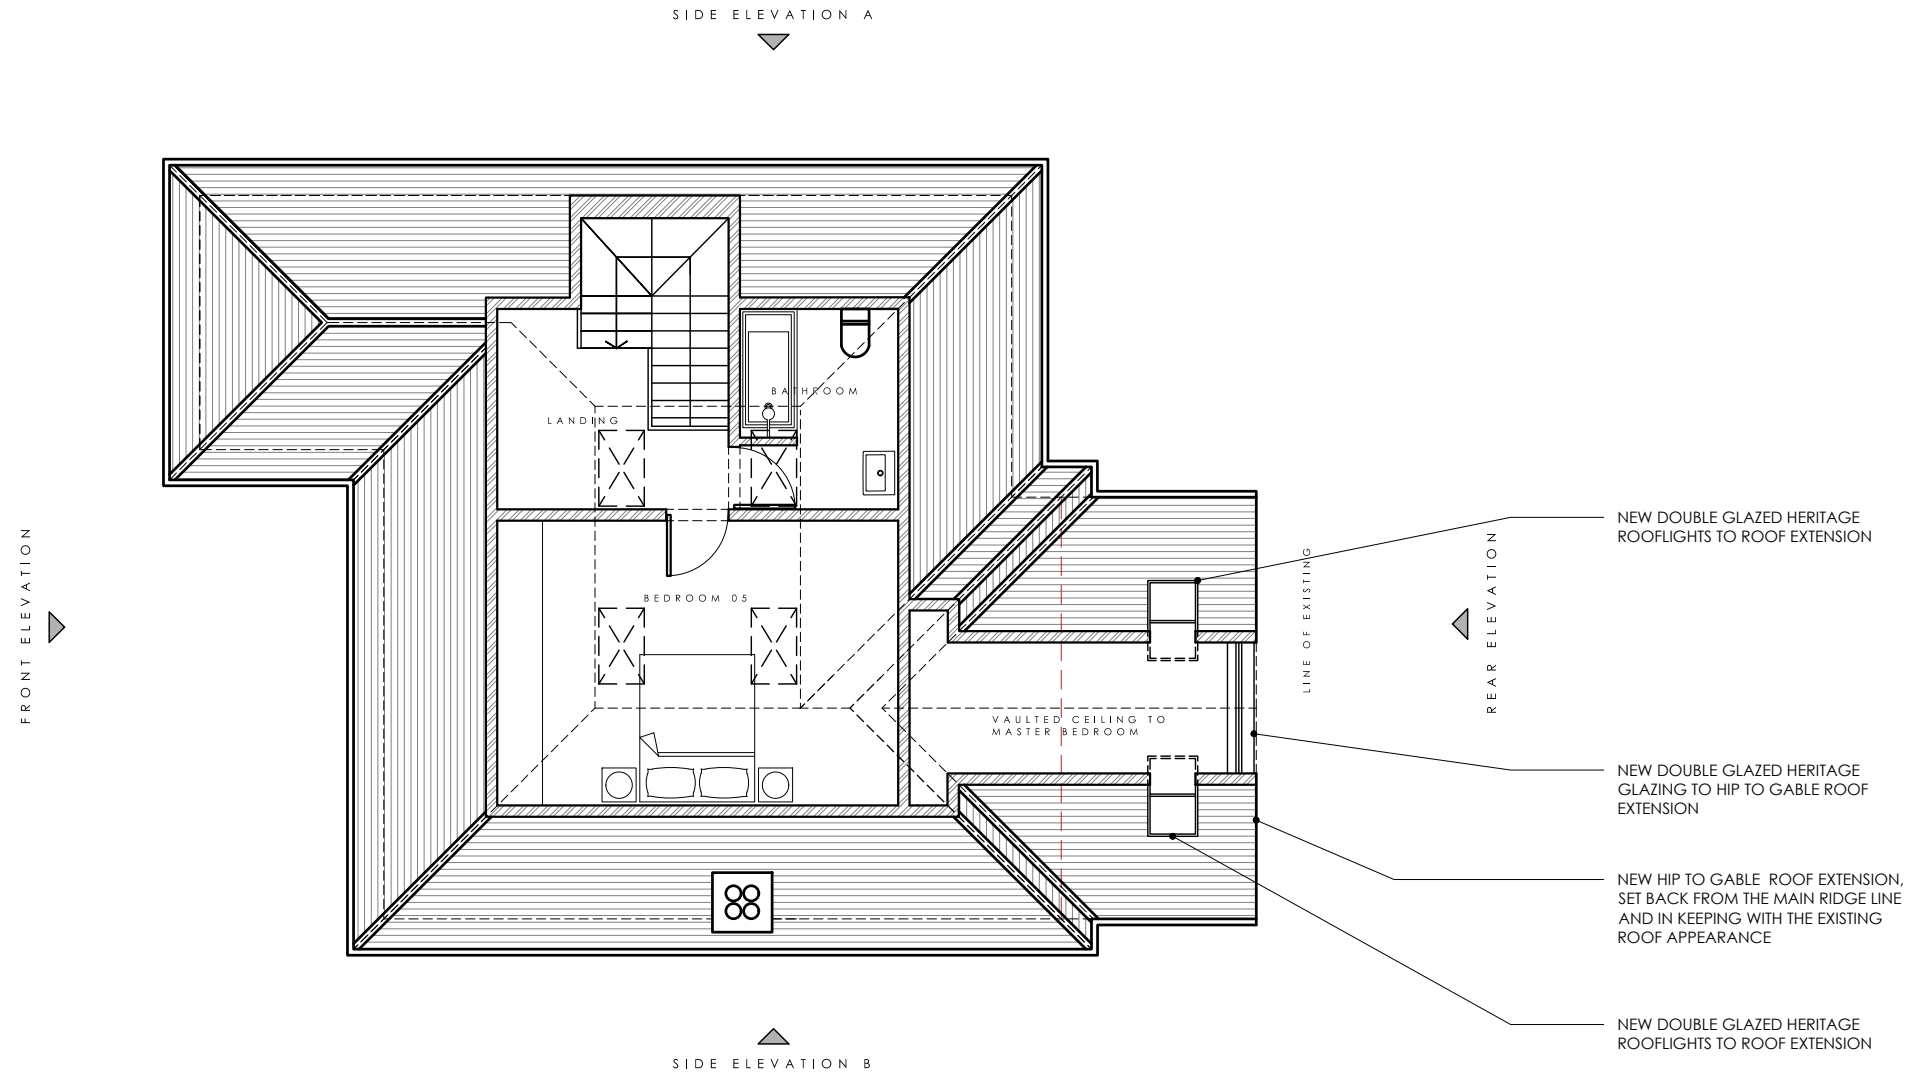 SIDE ELEVATION A
FRONT ELEVATION
LANDING
BATHROOM
BEDROOM 05
VAULTED CEILING TO
MASTER BEDROOM
LINE OF EXISTING
REAR ELEVATION
NEW DOUBLE GLAZED HERITAGE
ROOFLIGHTS TO ROOF EXTENSION
NEW DOUBLE GLAZED HERITAGE
GLAZING TO HIP TO GABLE ROOF
EXTENSION
NEW HIP TO GABLE ROOF EXTENSION,
SET BACK FROM THE MAIN RIDGE LINE
AND IN KEEPING WITH THE EXISTING
ROOF APPEARANCE
NEW DOUBLE GLAZED HERITAGE
ROOFLIGHTS TO ROOF EXTENSION
SIDE ELEVATION B